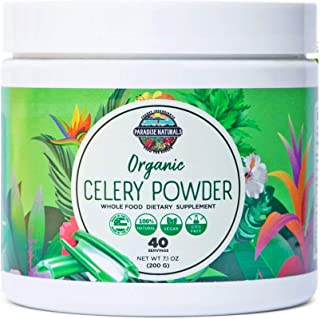 PARADISE NATURALS
Organic
CELERY POWDER
WHOLE FOOD DIETARY SUPPLEMENT
100%
NATURAL
VEGAN
FREE
40
SERVINGS
NET WT 7.1 OZ
(200 G)